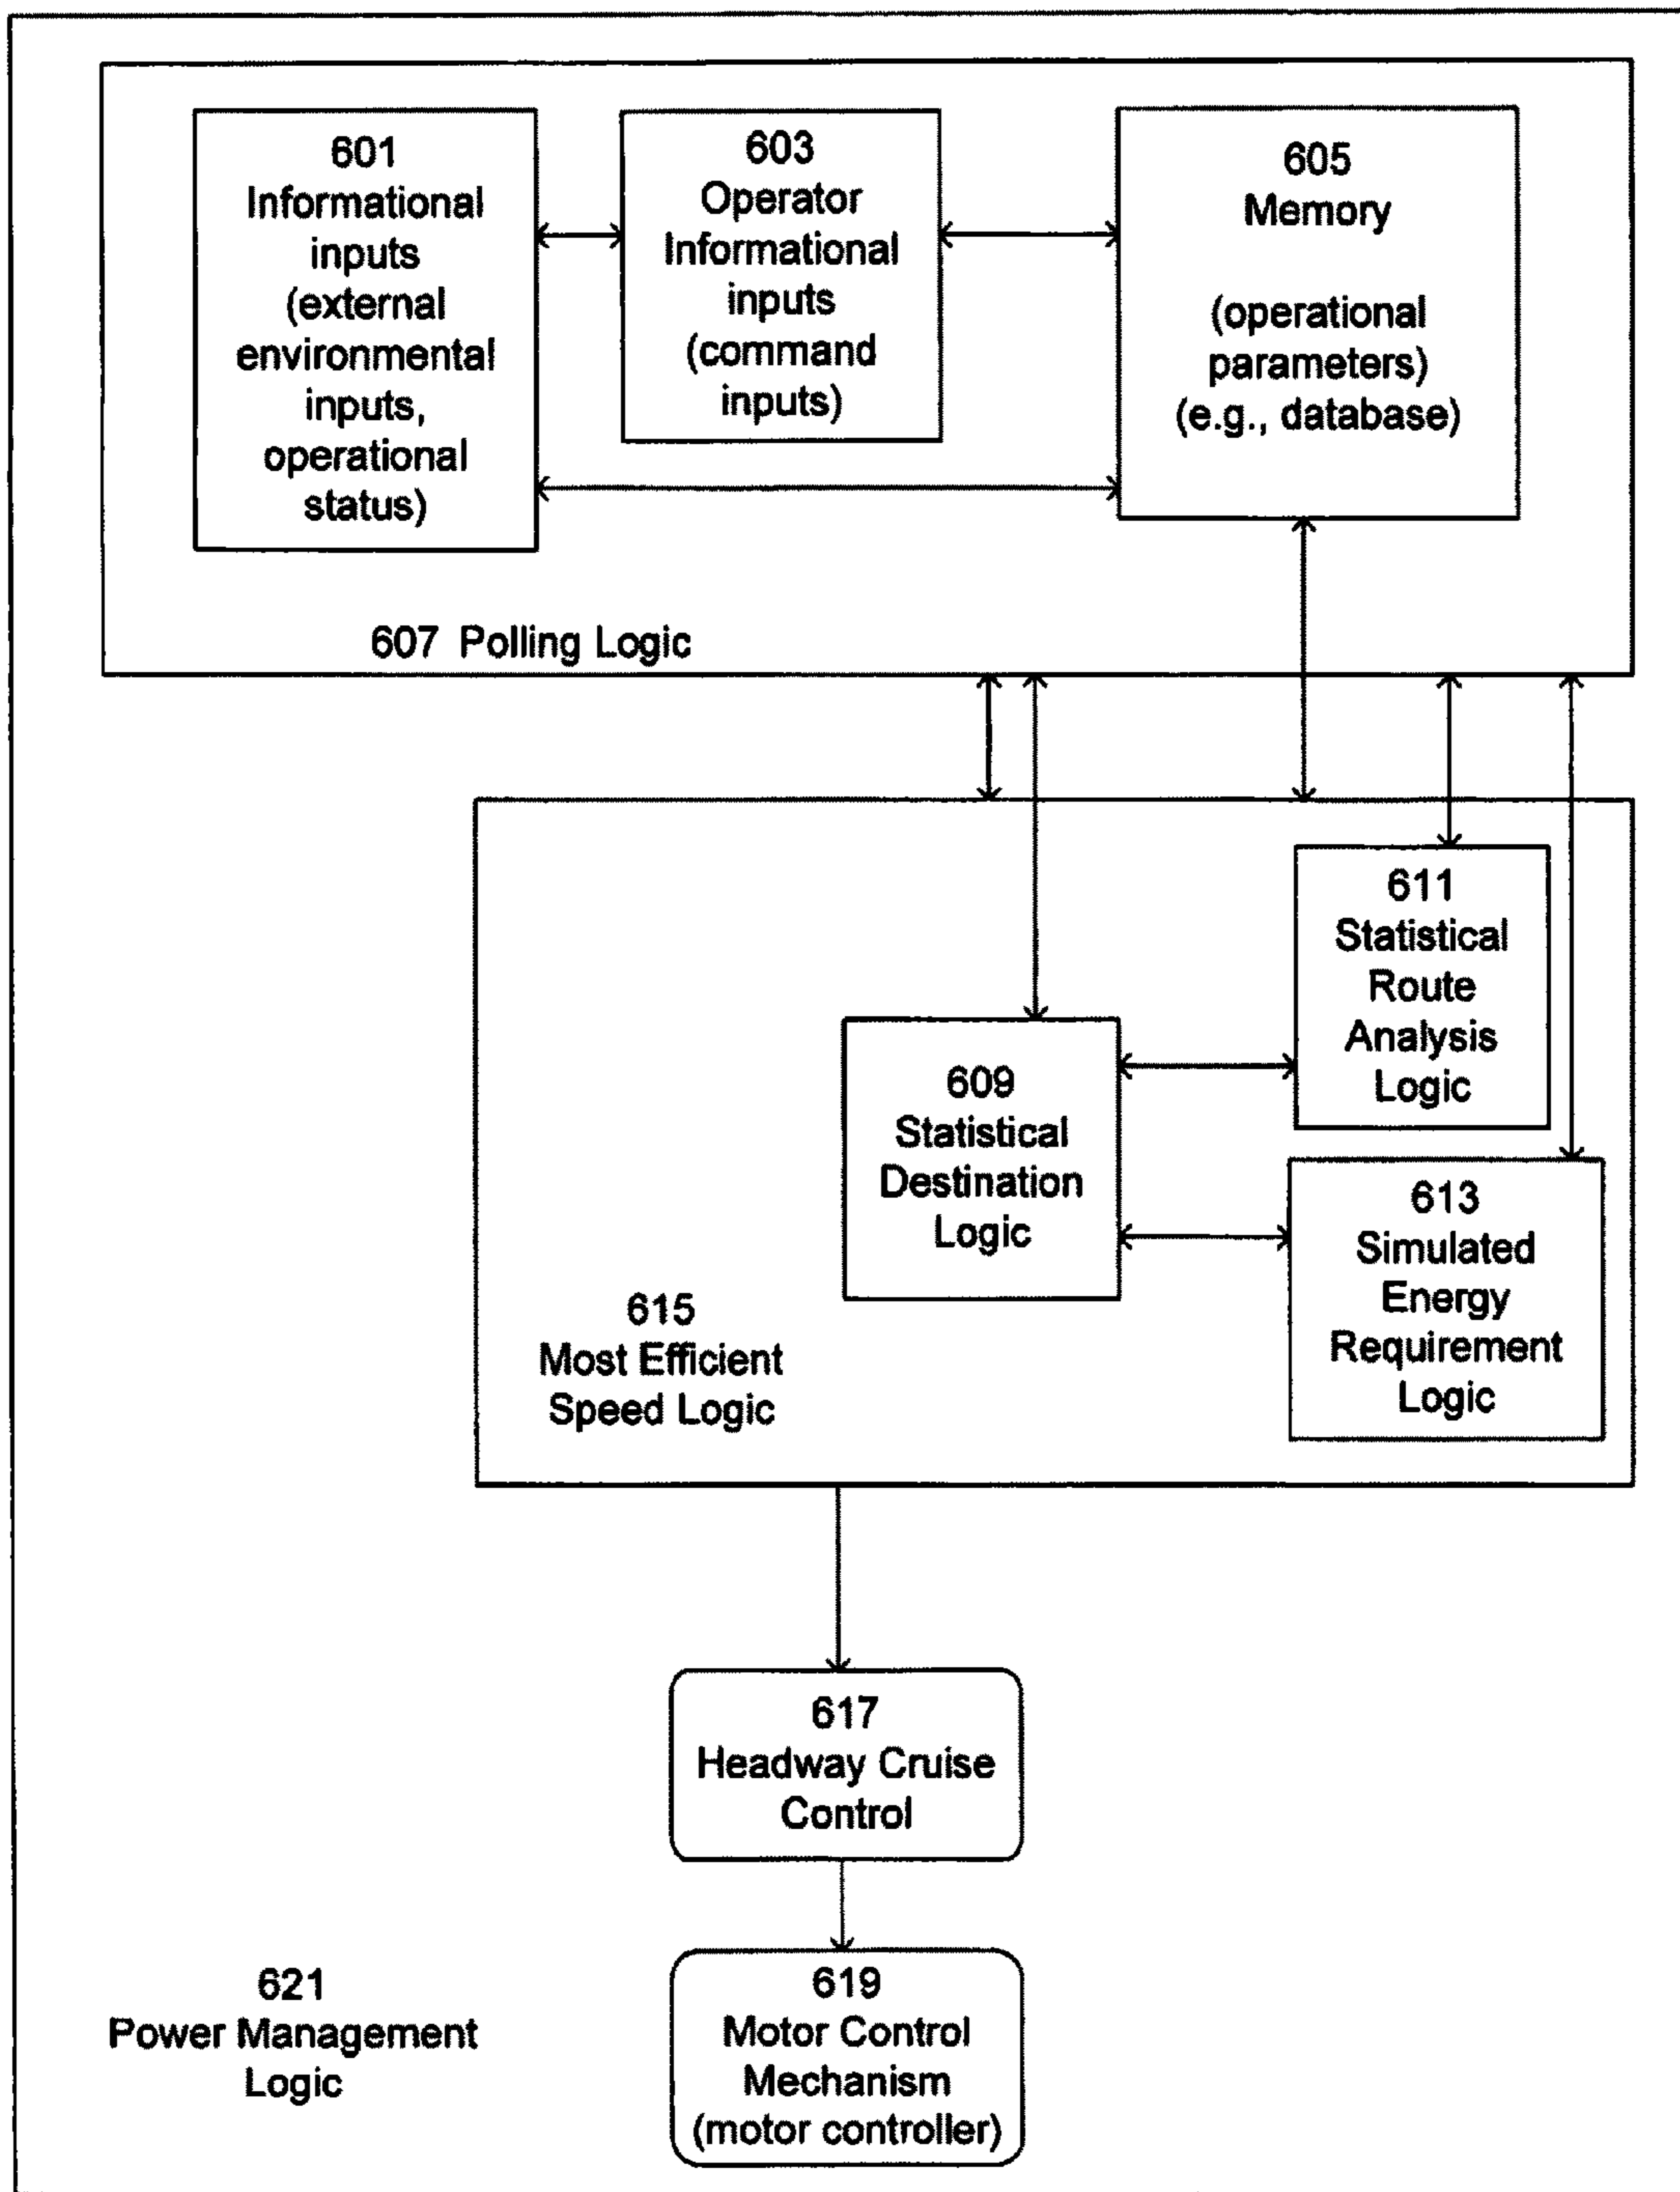 601
Informational
inputs
(external
environmental
inputs,
operational
status)
603
Operator
Informational
inputs
(command
inputs)
605
Memory
(operational
parameters)
(e.g., database)
607 Polling Logic
611
Statistical
Route
Analysis
Logic
609
Statistical
Destination
Logic
613
Simulated
Energy
Requirement
Logic
615
Most Efficient
Speed Logic
617
Headway Cruise
Control
619
Motor Control
Mechanism
(motor controller)
621
Power Management
Logic